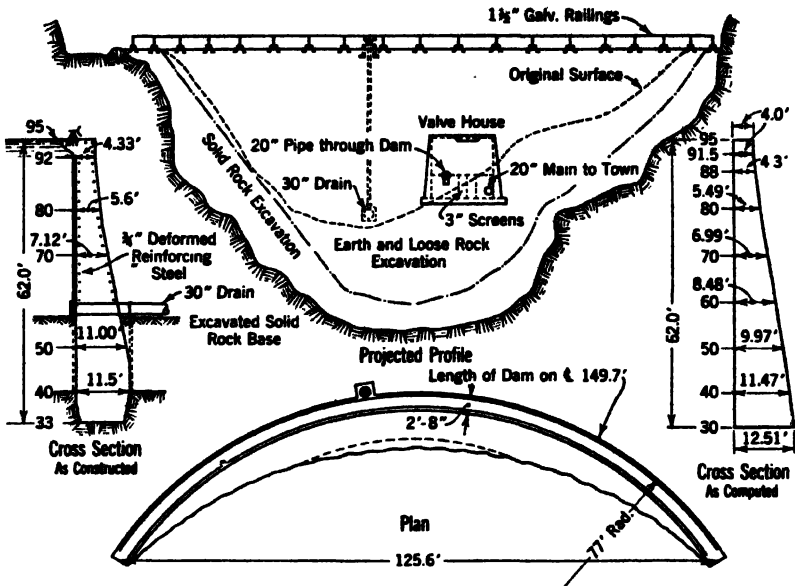 1½" Galv. Railings
Original Surface
Valve House
20" Pipe through Dam
20" Main to Town
30" Drain
3" Screens
Solid Rock Excavation
Earth and Loose Rock
Excavation
Projected Profile
95
92
80
70
50
40
33
62.0'
4.33'
5.6'
7.12'
Deformed
Reinforcing
Steel
30" Drain
Excavated Solid
Rock Base
11.00'
11.5'
Cross Section
As Constructed
95
91.5
88
80
70
60
50
40
30
62.0'
4.0'
4.3'
5.49'
6.99'
8.48'
9.97'
11.47'
12.51'
Cross Section
As Computed
Length of Dam on ℄ 149.7'
2'-8"
Plan
77' Rad.
125.6'